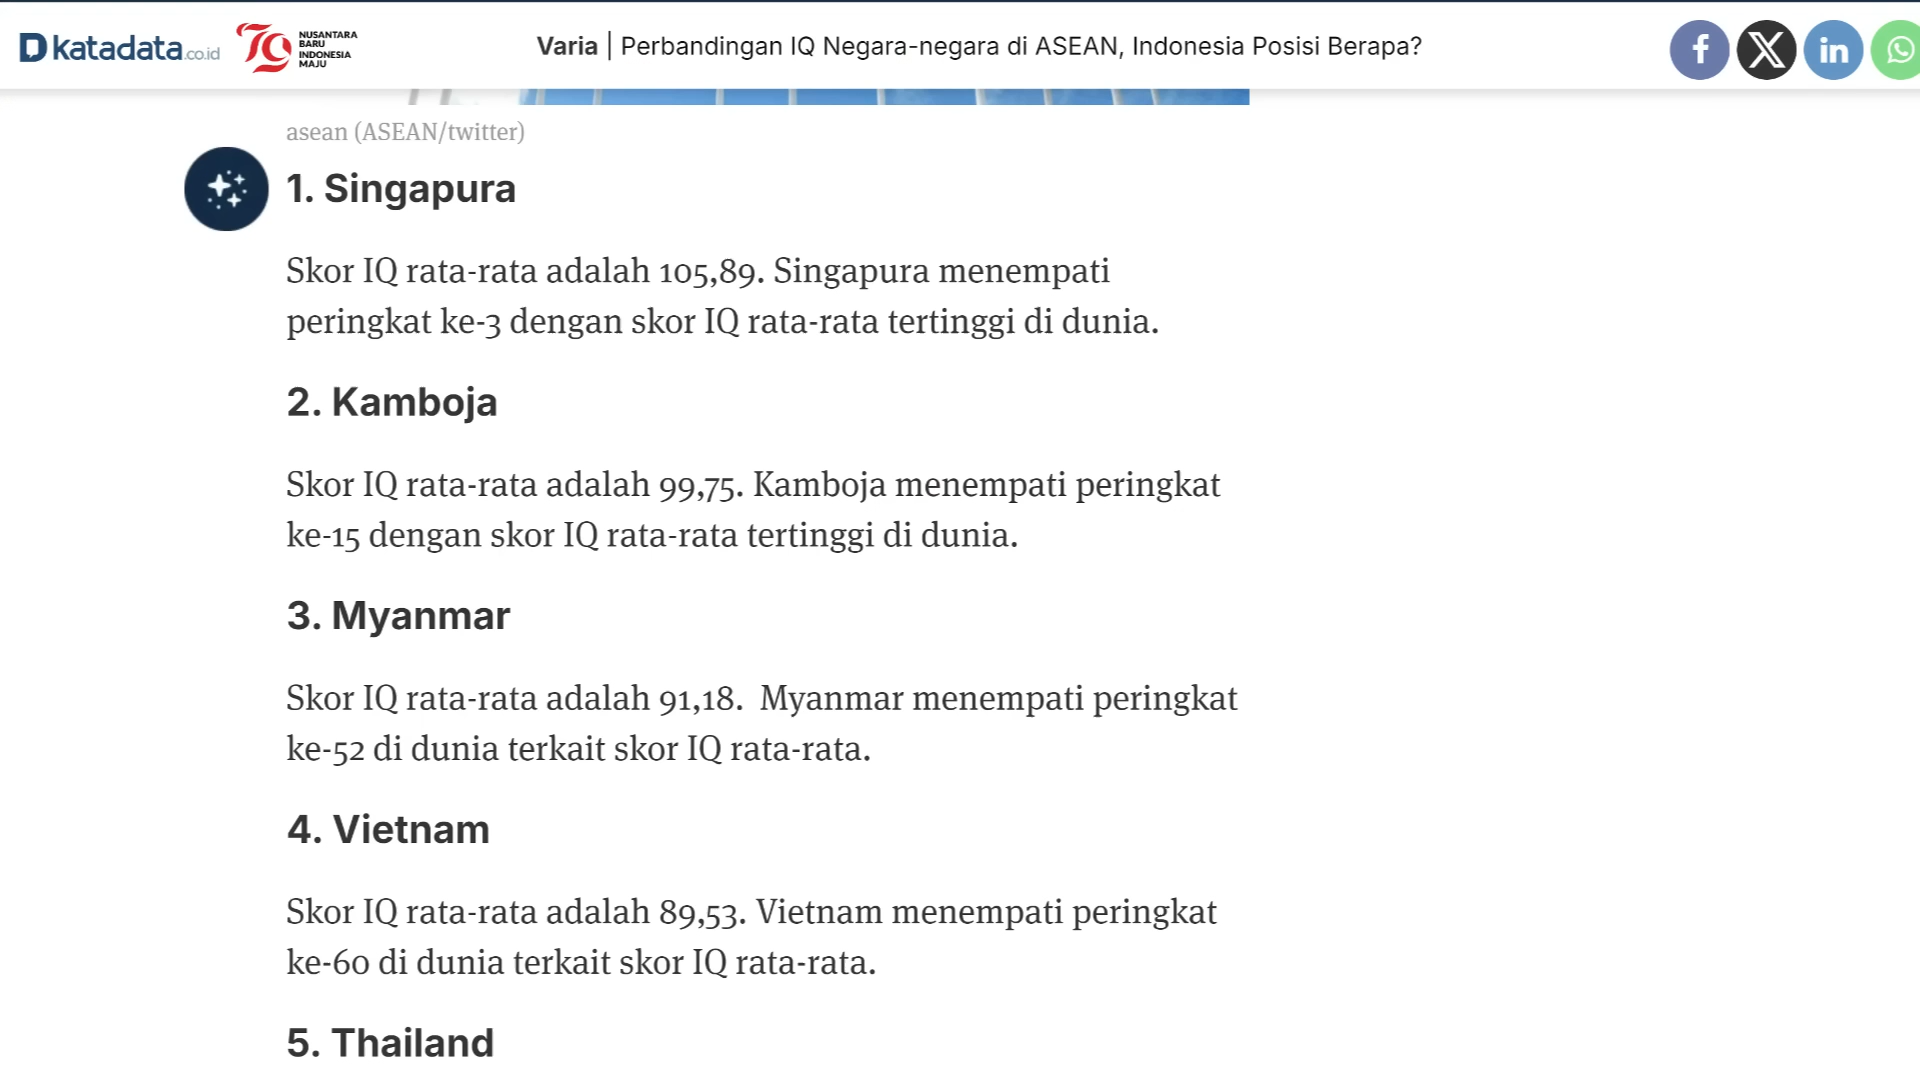 katadata.co.id
79 NUSANTARA
BARU
INDONESIA
MAJU
Varia | Perbandingan IQ Negara-negara di ASEAN, Indonesia Posisi Berapa?
asean (ASEAN/twitter)
1. Singapura
Skor IQ rata-rata adalah 105,89. Singapura menempati
peringkat ke-3 dengan skor IQ rata-rata tertinggi di dunia.
2. Kamboja
Skor IQ rata-rata adalah 99,75. Kamboja menempati peringkat
ke-15 dengan skor IQ rata-rata tertinggi di dunia.
3. Myanmar
Skor IQ rata-rata adalah 91,18.  Myanmar menempati peringkat
ke-52 di dunia terkait skor IQ rata-rata.
4. Vietnam
Skor IQ rata-rata adalah 89,53. Vietnam menempati peringkat
ke-60 di dunia terkait skor IQ rata-rata.
5. Thailand